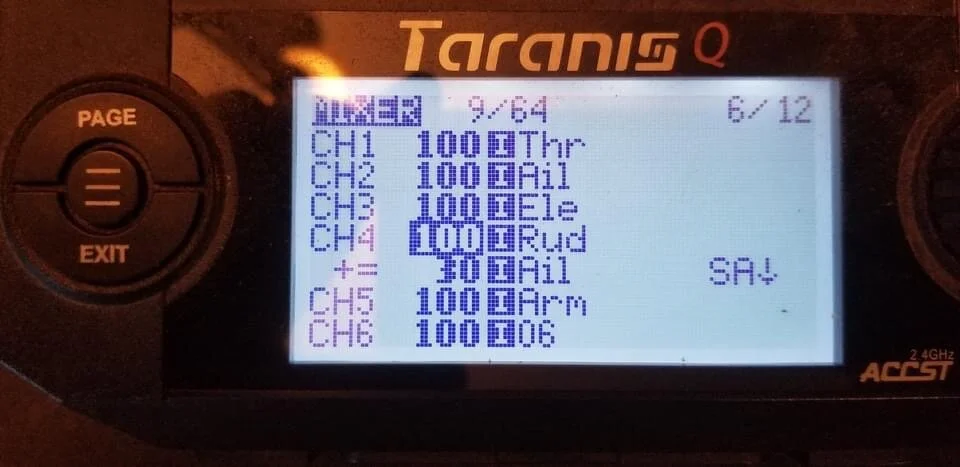 Taranis Q
PAGE
EXIT
MIXER 9/64 6/12
CH1 100 I Thr
CH2 100 I Ail
CH3 100 I Ele
CH4 100 I Rud
+= 30 I Ail SA↓
CH5 100 I Arm
CH6 100 I 06
2.4GHz
ACCST